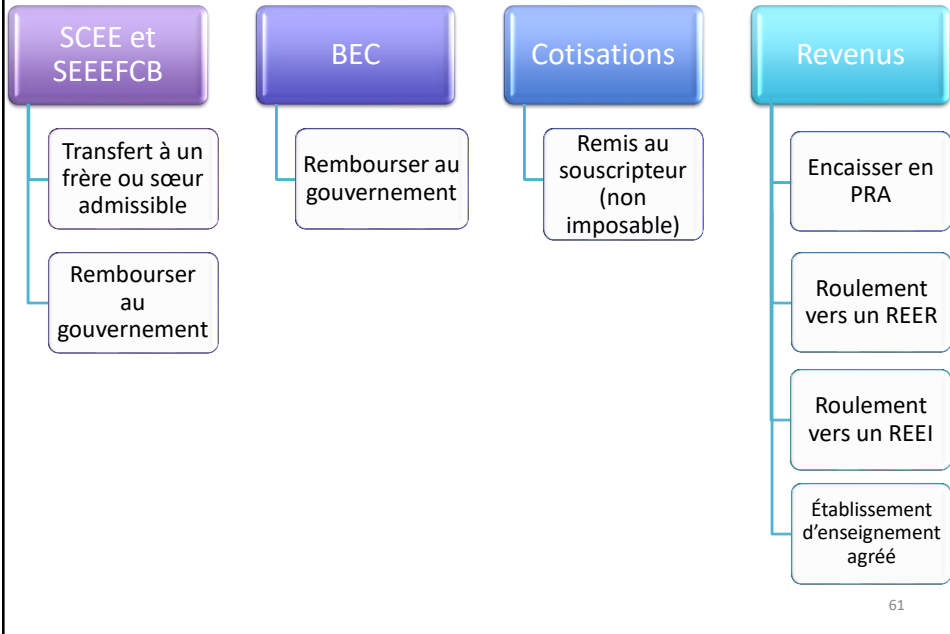 SCEE et
SEEEFCB
Transfert à un
frère ou sœur
admissible
Rembourser
au
gouvernement
BEC
Rembourser au
gouvernement
Cotisations
Remis au
souscripteur
(non
imposable)
Revenus
Encaisser en
PRA
Roulement
vers un REER
Roulement
vers un REEI
Établissement
d’enseignement
agréé
61